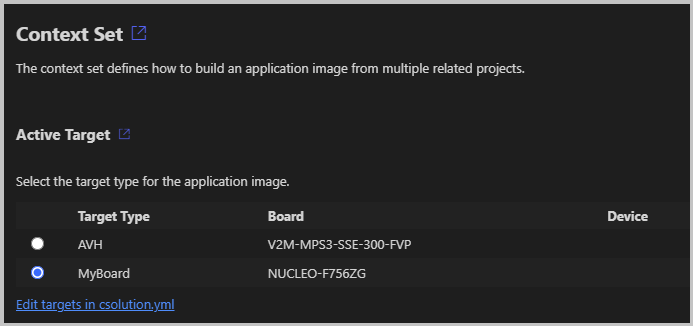 Context Set
The context set defines how to build an application image from multiple related projects.
Active Target
Select the target type for the application image.
Target Type Board Device
AVH V2M-MPS3-SSE-300-FVP
MyBoard NUCLEO-F756ZG
Edit targets in csolution.yml